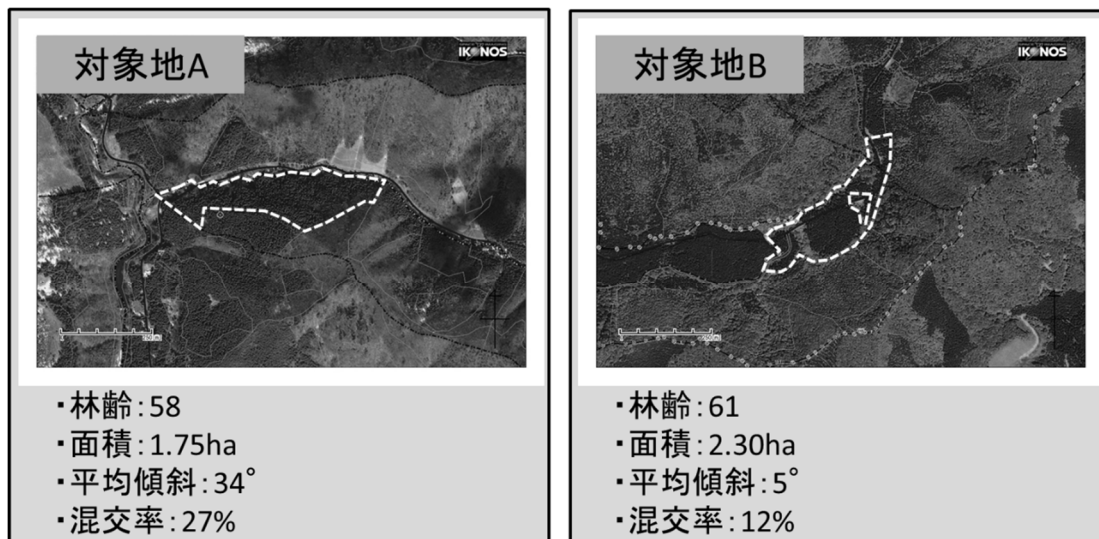 対象地A
IKONOS
・林齢:58
・面積:1.75ha
・平均傾斜:34°
・混交率:27%
対象地B
IKONOS
・林齢:61
・面積:2.30ha
・平均傾斜:5°
・混交率:12%